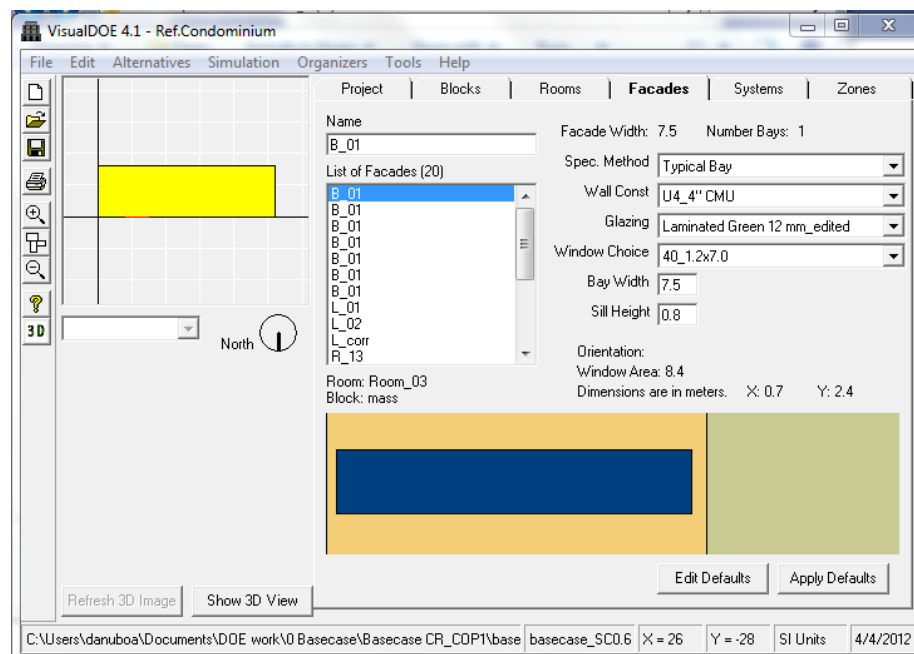 VisualDOE 4.1 - Ref.Condominium
File Edit Alternatives Simulation Organizers Tools Help
Project Blocks Rooms Facades Systems Zones
Name
B_01
Facade Width: 7.5 Number Bays: 1
List of Facades (20)
B_01
B_01
B_01
B_01
B_01
B_01
B_01
L_01
L_02
L_corr
R_13
Spec. Method Typical Bay
Wall Const U4_4'' CMU
Glazing Laminated Green 12 mm_edited
Window Choice 40_1.2x7.0
Bay Width 7.5
Sill Height 0.8
Orientation:
Window Area: 8.4
Dimensions are in meters. X: 0.7 Y: 2.4
Room: Room_03
Block: mass
3D
North
Edit Defaults Apply Defaults
Refresh 3D Image Show 3D View
C:\Users\danuboa\Documents\DOE work\0 Basecase\Basecase CR_COP1\base basecase_SC0.6 X = 26 Y = -28 SI Units 4/4/2012